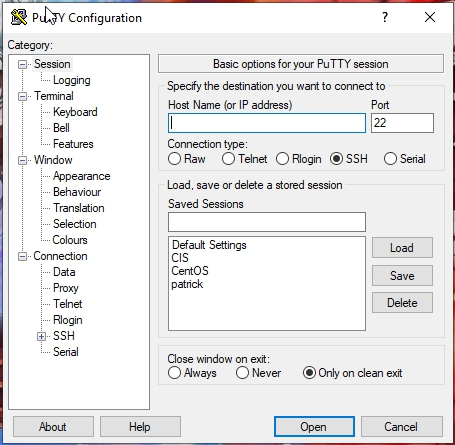 PuTTY Configuration
?
Category:
Session
Logging
Terminal
Keyboard
Bell
Features
Window
Appearance
Behaviour
Translation
Selection
Colours
Connection
Data
Proxy
Telnet
Rlogin
SSH
Serial
Basic options for your PuTTY session
Specify the destination you want to connect to
Host Name (or IP address) Port
22
Connection type:
Raw Telnet Rlogin SSH Serial
Load, save or delete a stored session
Saved Sessions
Default Settings
CIS
CentOS
patrick
Load
Save
Delete
Close window on exit:
Always Never Only on clean exit
About Help Open Cancel